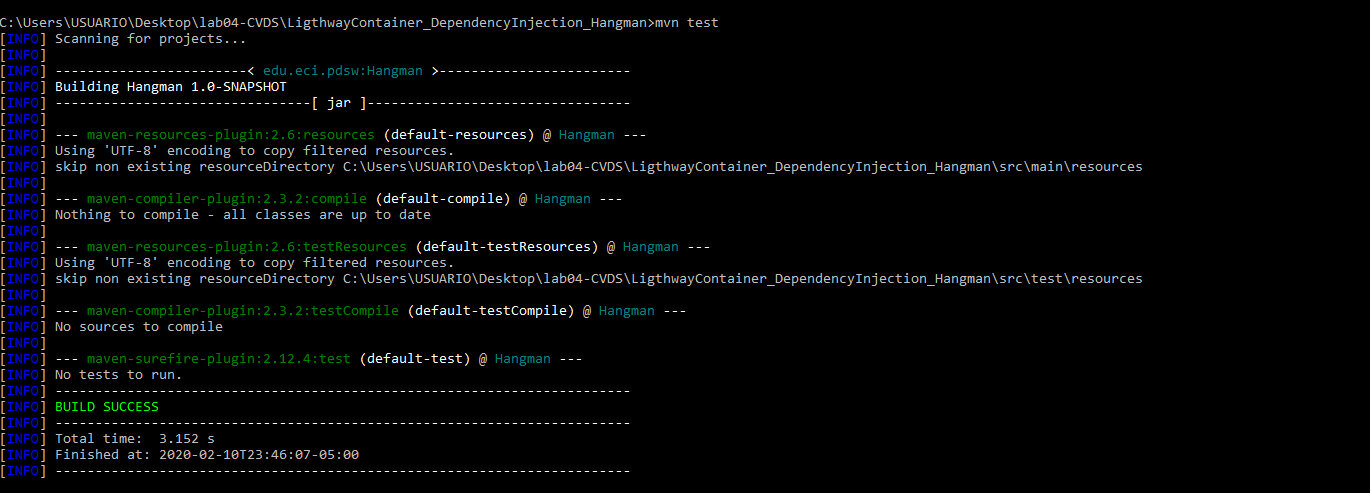 C:\Users\USUARIO\Desktop\lab04-CVDS\LigthwayContainer_DependencyInjection_Hangman>mvn test
[INFO] Scanning for projects...
[INFO]
[INFO] ------------------------< edu.eci.pdsw:Hangman >------------------------
[INFO] Building Hangman 1.0-SNAPSHOT
[INFO] --------------------------------[ jar ]---------------------------------
[INFO]
[INFO] --- maven-resources-plugin:2.6:resources (default-resources) @ Hangman ---
[INFO] Using 'UTF-8' encoding to copy filtered resources.
[INFO] skip non existing resourceDirectory C:\Users\USUARIO\Desktop\lab04-CVDS\LigthwayContainer_DependencyInjection_Hangman\src\main\resources
[INFO]
[INFO] --- maven-compiler-plugin:2.3.2:compile (default-compile) @ Hangman ---
[INFO] Nothing to compile - all classes are up to date
[INFO]
[INFO] --- maven-resources-plugin:2.6:testResources (default-testResources) @ Hangman ---
[INFO] Using 'UTF-8' encoding to copy filtered resources.
[INFO] skip non existing resourceDirectory C:\Users\USUARIO\Desktop\lab04-CVDS\LigthwayContainer_DependencyInjection_Hangman\src\test\resources
[INFO]
[INFO] --- maven-compiler-plugin:2.3.2:testCompile (default-testCompile) @ Hangman ---
[INFO] No sources to compile
[INFO]
[INFO] --- maven-surefire-plugin:2.12.4:test (default-test) @ Hangman ---
[INFO] No tests to run.
[INFO] ------------------------------------------------------------------------
[INFO] BUILD SUCCESS
[INFO] ------------------------------------------------------------------------
[INFO] Total time:  3.152 s
[INFO] Finished at: 2020-02-10T23:46:07-05:00
[INFO] ------------------------------------------------------------------------